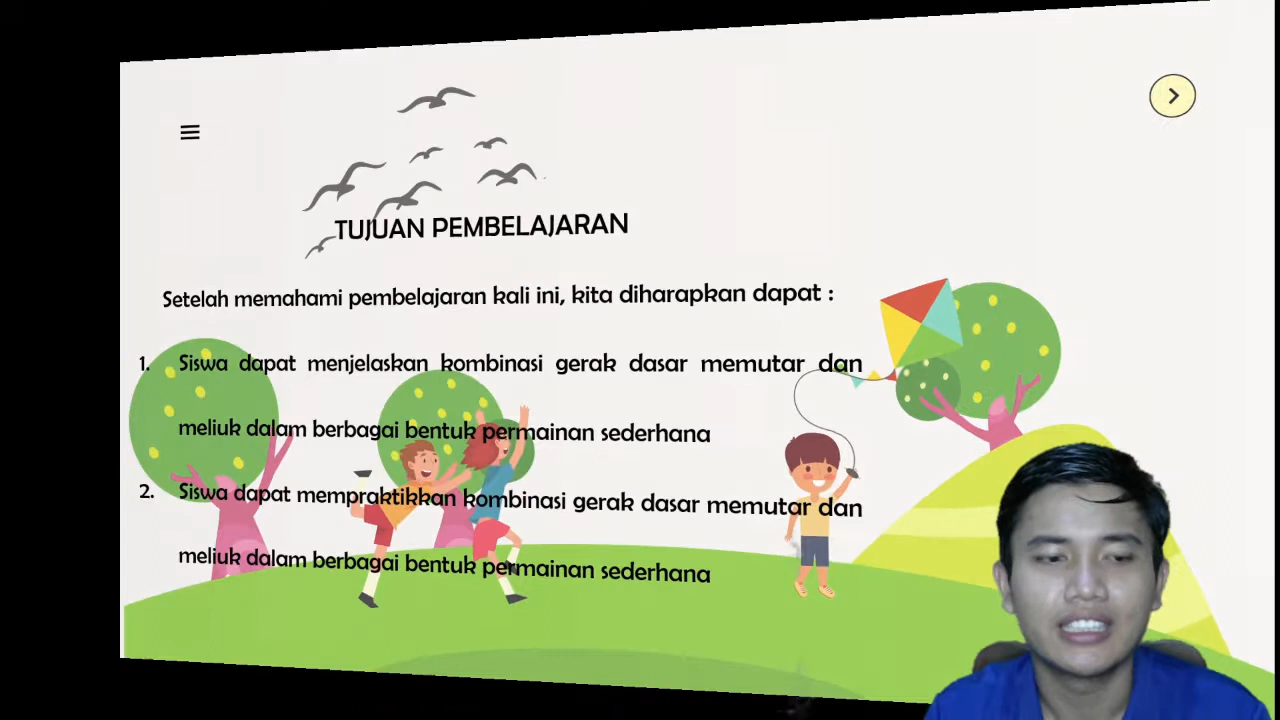 TUJUAN PEMBELAJARAN
Setelah memahami pembelajaran kali ini, kita diharapkan dapat :
1. Siswa dapat menjelaskan kombinasi gerak dasar memutar dan
meliuk dalam berbagai bentuk permainan sederhana
2. Siswa dapat mempraktikkan kombinasi gerak dasar memutar dan
meliuk dalam berbagai bentuk permainan sederhana